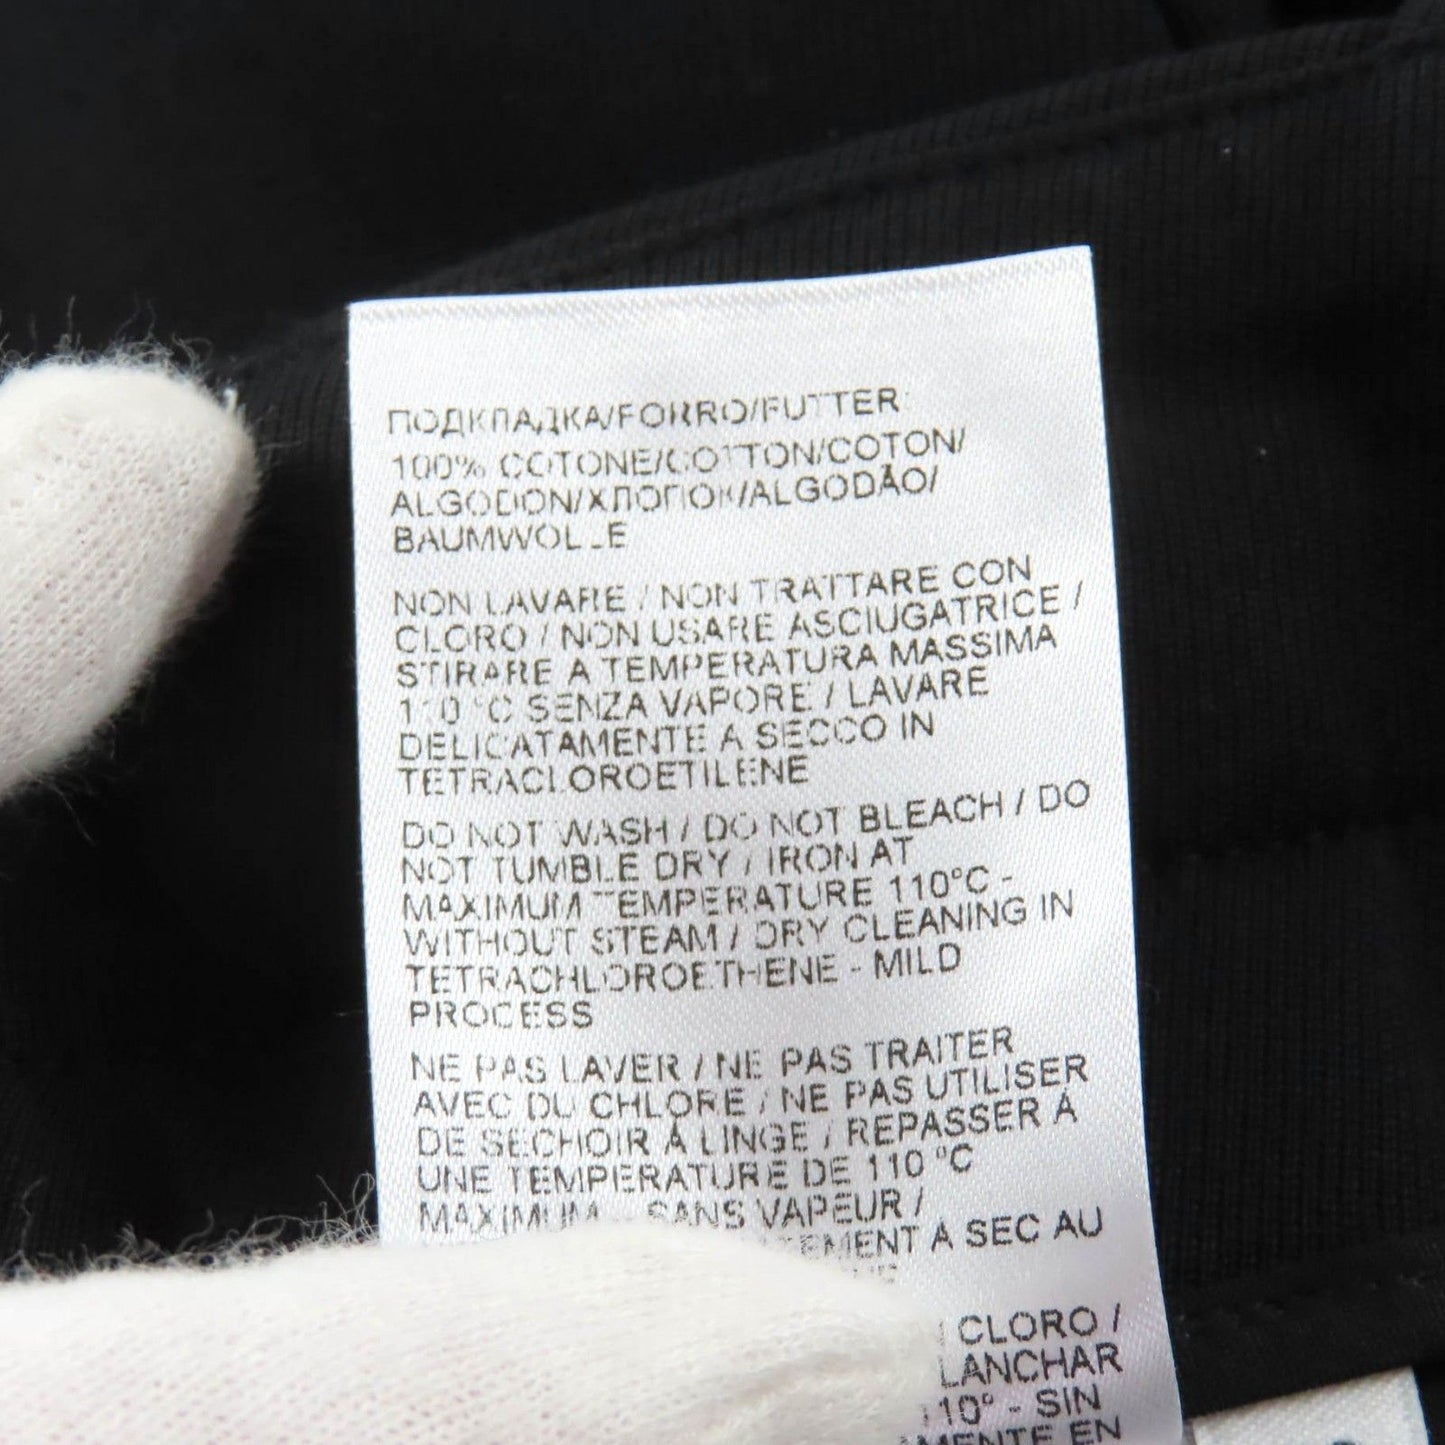 ПОДКЛАДКА/FORRO/FUTTER:
100% COTONE/COTTON/COTON/
ALGODON/ХЛОПОК/ALGODÃO/
BAUMWOLLE
NON LAVARE / NON TRATTARE CON
CLORO / NON USARE ASCIUGATRICE /
STIRARE A TEMPERATURA MASSIMA
110 °C SENZA VAPORE / LAVARE
DELICATAMENTE A SECCO IN
TETRACLOROETILENE
DO NOT WASH / DO NOT BLEACH / DO
NOT TUMBLE DRY / IRON AT
MAXIMUM TEMPERATURE 110°C -
WITHOUT STEAM / DRY CLEANING IN
TETRACHLOROETHENE - MILD
PROCESS
NE PAS LAVER / NE PAS TRAITER
AVEC DU CHLORE / NE PAS UTILISER
DE SECHOIR À LINGE / REPASSER À
UNE TEMPERATURE DE 110 °C
MAXIMUM - SANS VAPEUR /
A SEC AU
CLORO /
- SIN
EN